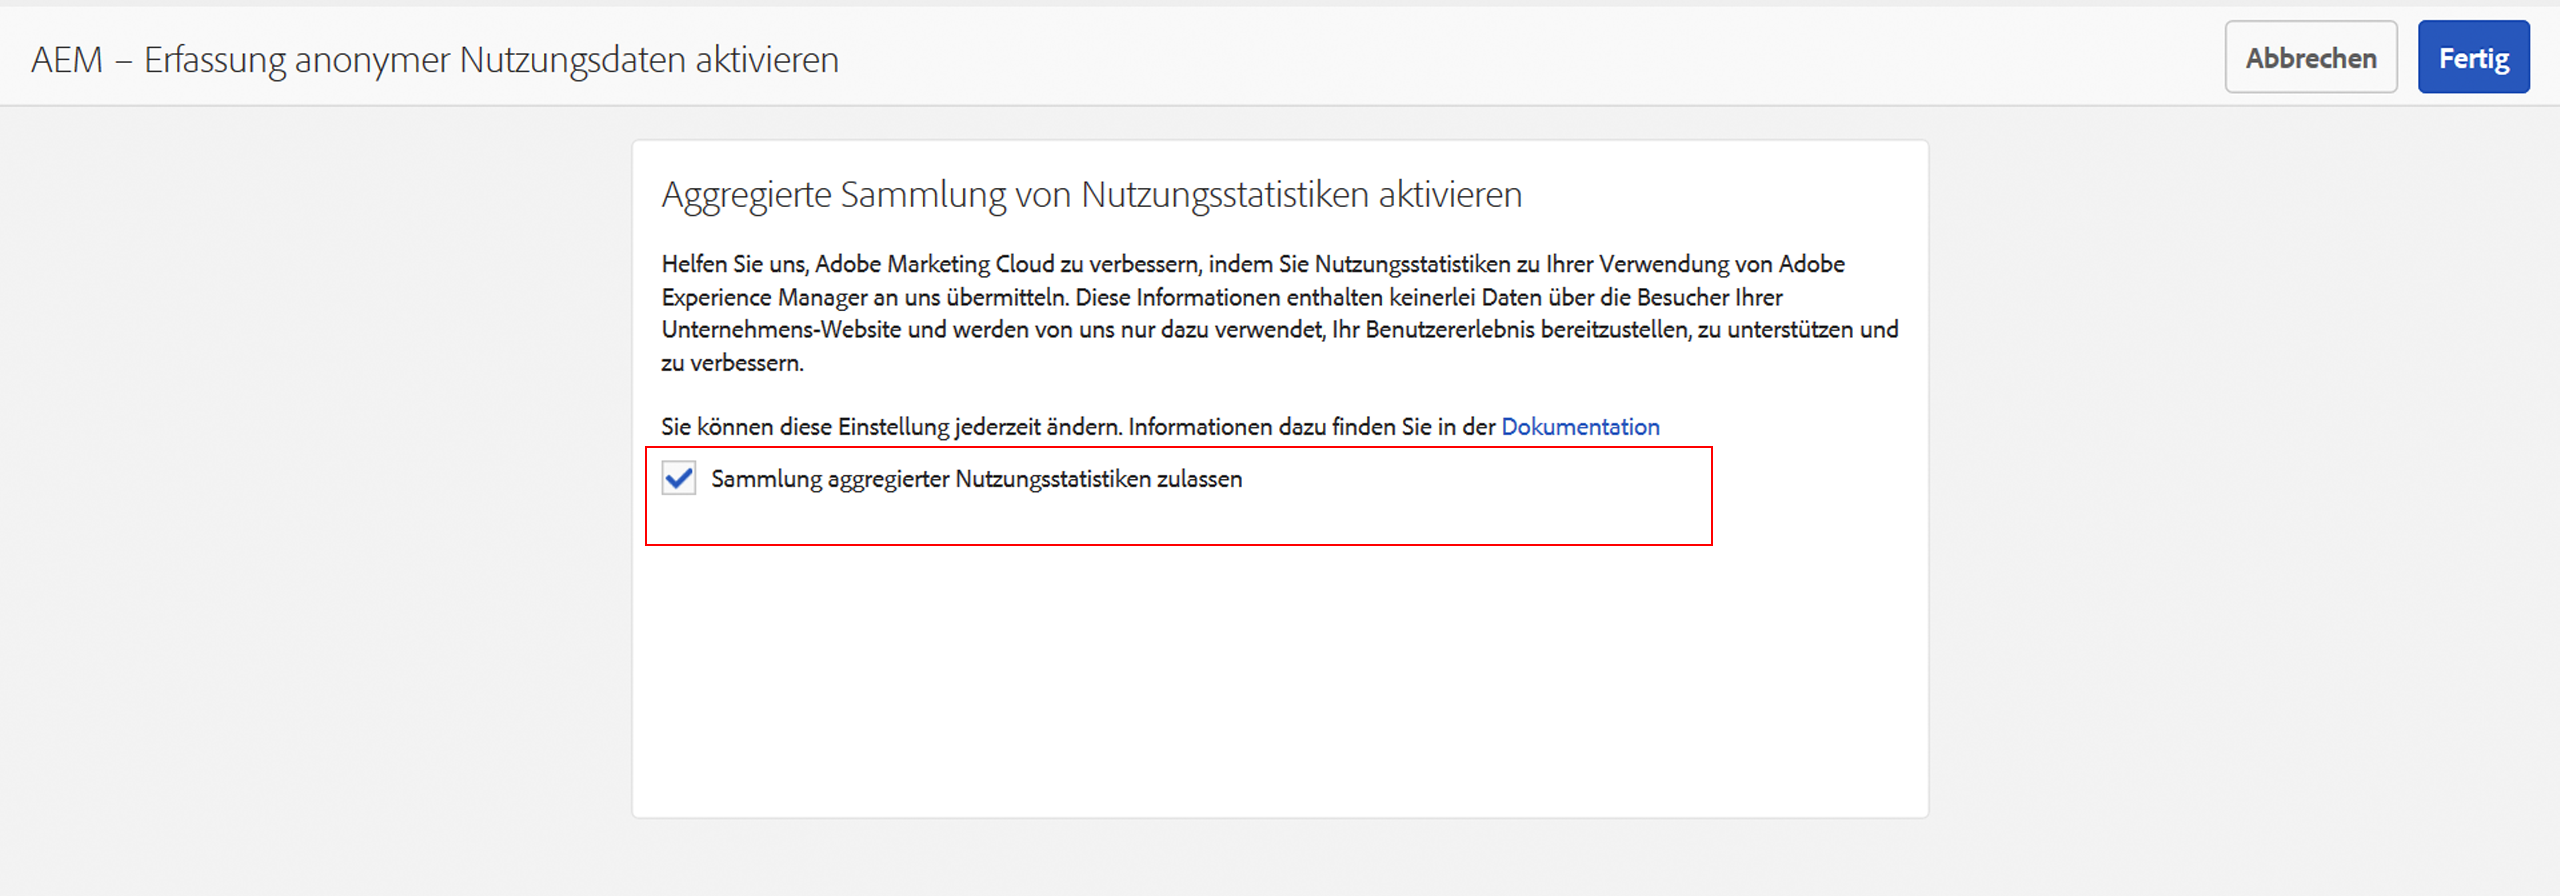 AEM – Erfassung anonymer Nutzungsdaten aktivieren
Abbrechen
Fertig
Aggregierte Sammlung von Nutzungsstatistiken aktivieren
Helfen Sie uns, Adobe Marketing Cloud zu verbessern, indem Sie Nutzungsstatistiken zu Ihrer Verwendung von Adobe
Experience Manager an uns übermitteln. Diese Informationen enthalten keinerlei Daten über die Besucher Ihrer
Unternehmens-Website und werden von uns nur dazu verwendet, Ihr Benutzererlebnis bereitzustellen, zu unterstützen und
zu verbessern.
Sie können diese Einstellung jederzeit ändern. Informationen dazu finden Sie in der Dokumentation
Sammlung aggregierter Nutzungsstatistiken zulassen